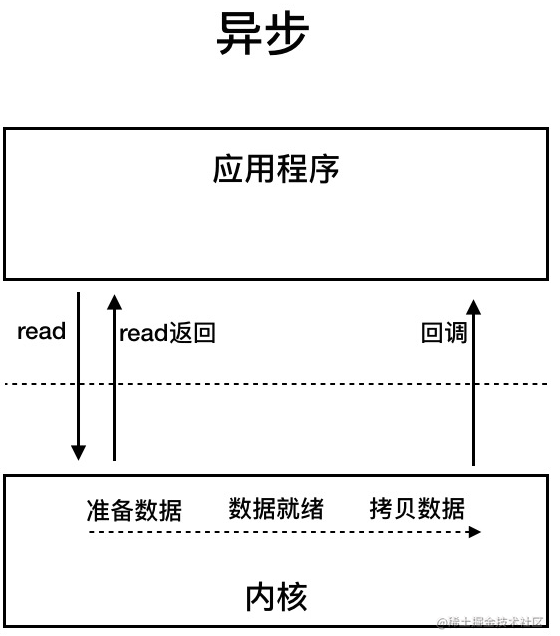 异步
应用程序
read
read返回
回调
准备数据
数据就绪
拷贝数据
内核
@稀土掘金技术社区